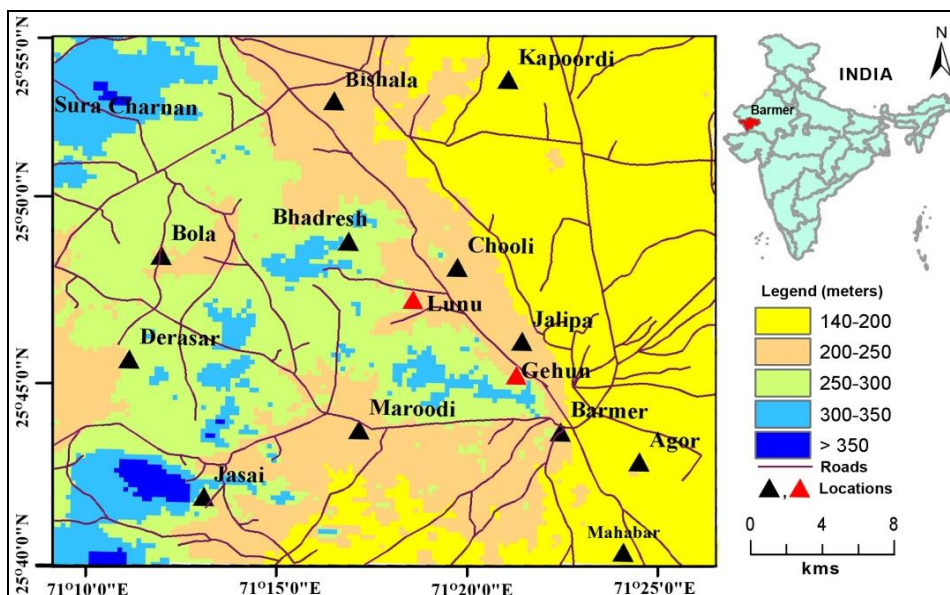 25°55'0"N
25°50'0"N
25°45'0"N
25°40'0"N
Kapoordi
Bishala
Sura Charnan
Bhadresh
Bola
Chooli
Lunu
Jalipa
Derasar
Gehun
Maroodi
Barmer
Agor
Jasai
Mahabar
71°10'0"E
71°15'0"E
71°20'0"E
71°25'0"E
N
INDIA
Barmer
Legend (meters)
140-200
200-250
250-300
300-350
> 350
Roads
, Locations
0 4 8
kms